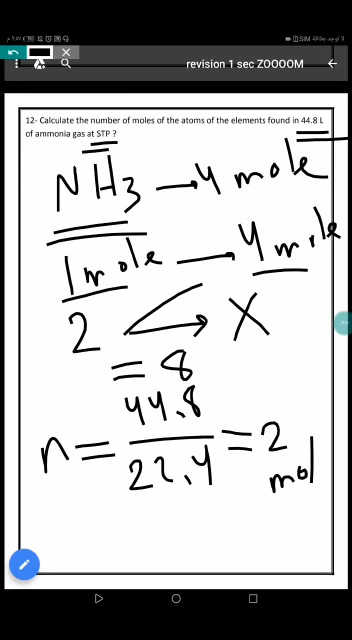 revision 1 sec ZOOOOM
12- Calculate the number of moles of the atoms of the elements found in 44.8 L
of ammonia gas at STP ?
NH3 → 4 mole
1 mole → 4 mole
2 → X
= 8
n = 44.8 / 22.4 = 2
mol